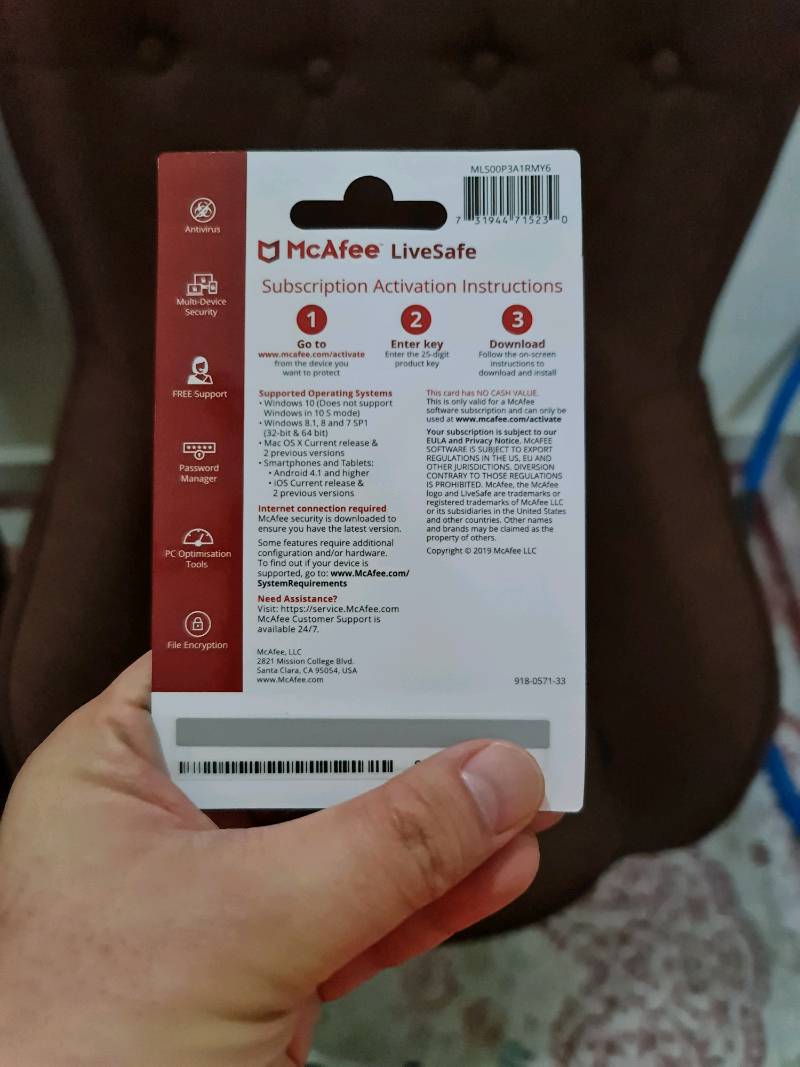 MLS00P3A1RMY6
7 31944 71523 0
McAfee™ LiveSafe
Subscription Activation Instructions
1
Go to
www.mcafee.com/activate
from the device you
want to protect
2
Enter key
Enter the 25-digit
product key
3
Download
Follow the on-screen
instructions to
download and install
Antivirus
Multi-Device
Security
FREE Support
Password
Manager
PC Optimisation
Tools
File Encryption
Supported Operating Systems
• Windows 10 (Does not support
Windows in 10 S mode)
• Windows 8.1, 8 and 7 SP1
(32-bit & 64 bit)
• Mac OS X Current release &
2 previous versions
• Smartphones and Tablets:
• Android 4.1 and higher
• iOS Current release &
2 previous versions
Internet connection required
McAfee security is downloaded to
ensure you have the latest version.
Some features require additional
configuration and/or hardware.
To find out if your device is
supported, go to: www.McAfee.com/
SystemRequirements
Need Assistance?
Visit: https://service.McAfee.com
McAfee Customer Support is
available 24/7.
McAfee, LLC
2821 Mission College Blvd.
Santa Clara, CA 95054, USA
www.McAfee.com
This card has NO CASH VALUE.
This is only valid for a McAfee
software subscription and can only be
used at www.mcafee.com/activate
Your subscription is subject to our
EULA and Privacy Notice. McAFEE
SOFTWARE IS SUBJECT TO EXPORT
REGULATIONS IN THE US, EU AND
OTHER JURISDICTIONS. DIVERSION
CONTRARY TO THOSE REGULATIONS
IS PROHIBITED. McAfee, the McAfee
logo and LiveSafe are trademarks or
registered trademarks of McAfee LLC
or its subsidiaries in the United States
and other countries. Other names
and brands may be claimed as the
property of others.
Copyright © 2019 McAfee LLC
918-0571-33